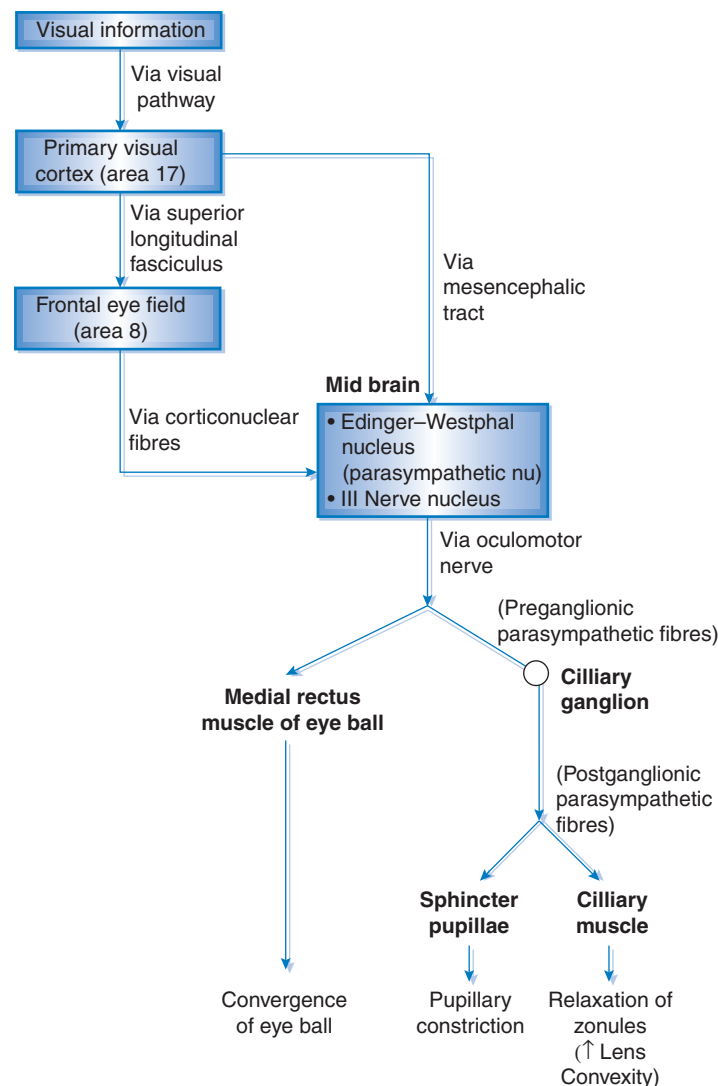 Visual information
Via visual
pathway
Primary visual
cortex (area 17)
Via superior
longitudinal
fasciculus
Via
mesencephalic
tract
Frontal eye field
(area 8)
Mid brain
Via corticonuclear
fibres
• Edinger–Westphal
nucleus
(parasympathetic nu)
• III Nerve nucleus
Via oculomotor
nerve
(Preganglionic
parasympathetic fibres)
Medial rectus
muscle of eye ball
Cilliary
ganglion
(Postganglionic
parasympathetic
fibres)
Sphincter
pupillae
Cilliary
muscle
Convergence
of eye ball
Pupillary
constriction
Relaxation of
zonules
(↑ Lens
Convexity)